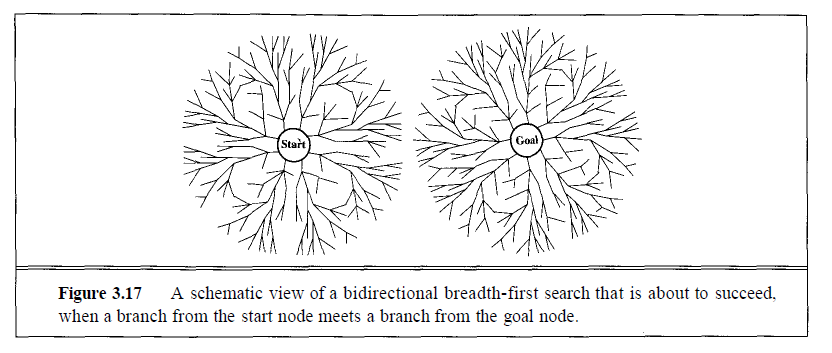 Start
Goal
Figure 3.17 A schematic view of a bidirectional breadth-first search that is about to succeed,
when a branch from the start node meets a branch from the goal node.